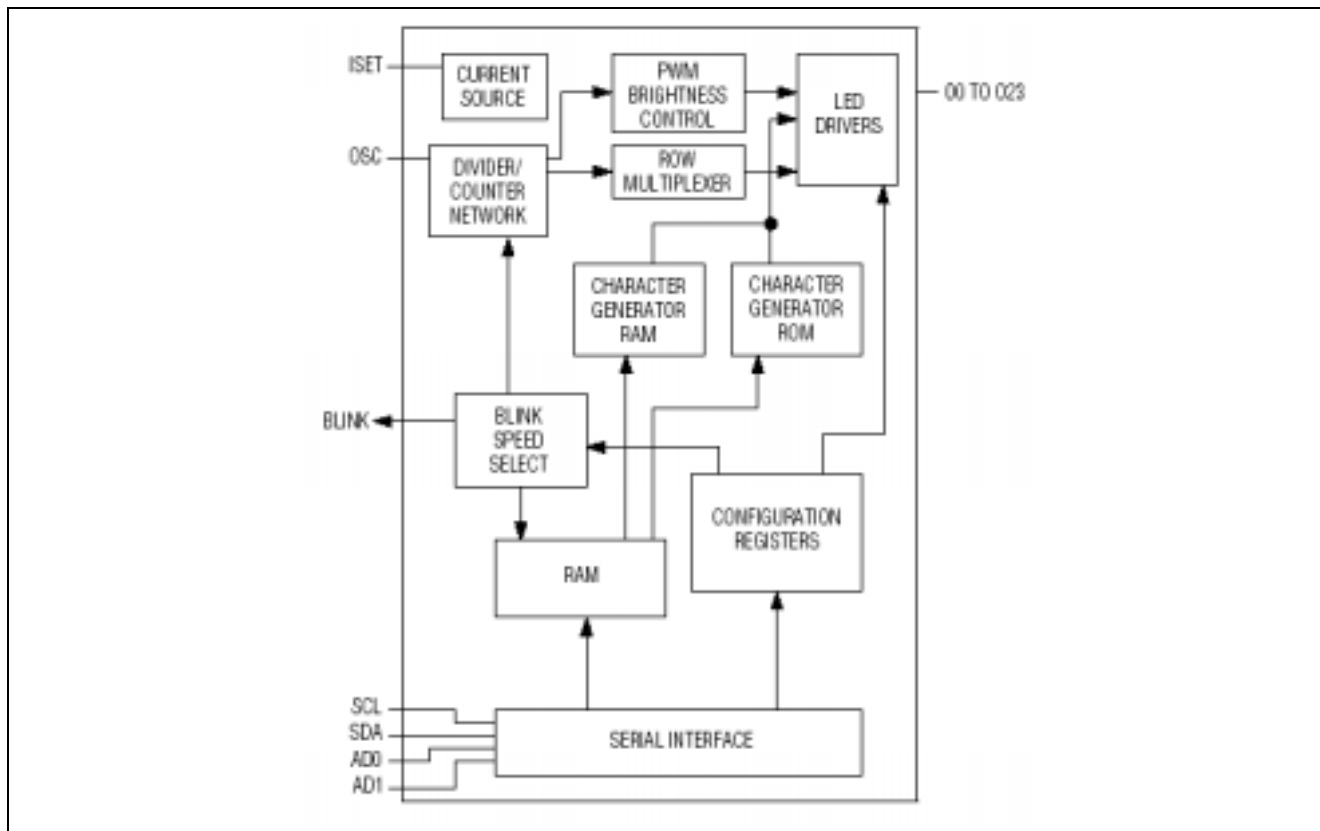 ISET
CURRENT
SOURCE
PWM
BRIGHTNESS
CONTROL
LED
DRIVERS
O0 TO O23
OSC
DIVIDER/
COUNTER
NETWORK
ROW
MULTIPLEXER
CHARACTER
GENERATOR
RAM
CHARACTER
GENERATOR
ROM
BLINK
BLINK
SPEED
SELECT
CONFIGURATION
REGISTERS
RAM
SCL
SDA
AD0
AD1
SERIAL INTERFACE